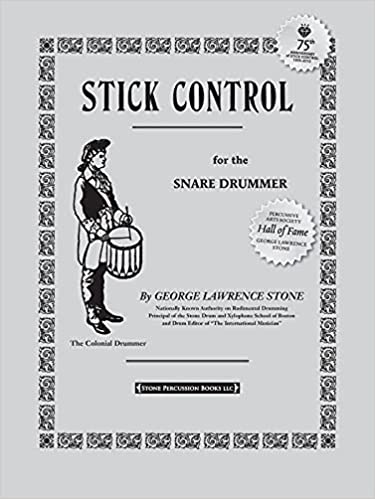 75th
ANNIVERSARY
STICK CONTROL
for the
SNARE DRUMMER
PERCUSSIVE
ARTS SOCIETY
Hall of Fame
GEORGE LAWRENCE
STONE
By GEORGE LAWRENCE STONE
Nationally Known Authority on Rudimental Drumming
Principal of the Stone Drum and Xylophone School of Boston
and Drum Editor of "The International Musician"
The Colonial Drummer
STONE PERCUSSION BOOKS LLC